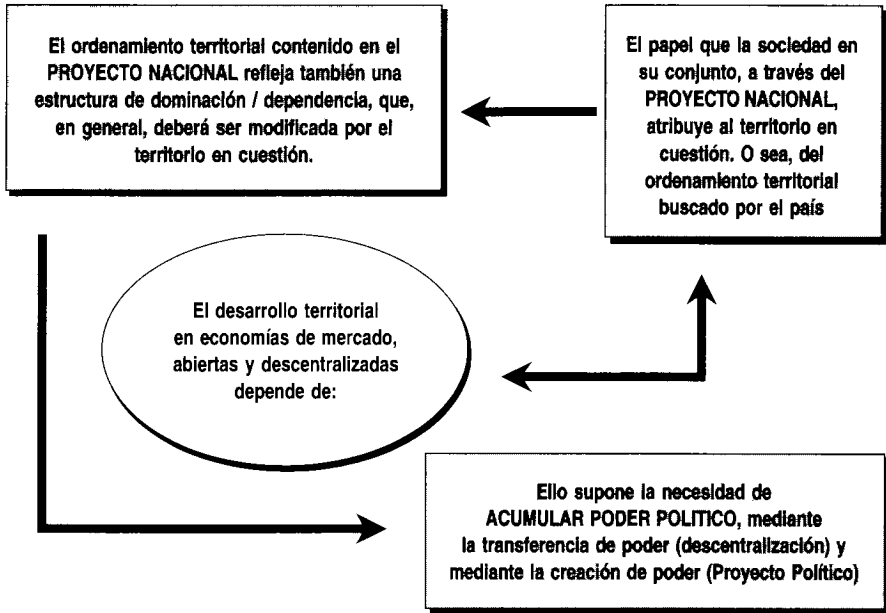 El ordenamiento territorial contenido en el
PROYECTO NACIONAL refleja también una
estructura de dominación / dependencia, que,
en general, deberá ser modificada por el
territorio en cuestión.
El papel que la sociedad en
su conjunto, a través del
PROYECTO NACIONAL,
atribuye al territorio en
cuestión. O sea, del
ordenamiento territorial
buscado por el país
El desarrollo territorial
en economías de mercado,
abiertas y descentralizadas
depende de:
Ello supone la necesidad de
ACUMULAR PODER POLITICO, mediante
la transferencia de poder (descentralización) y
mediante la creación de poder (Proyecto Político)